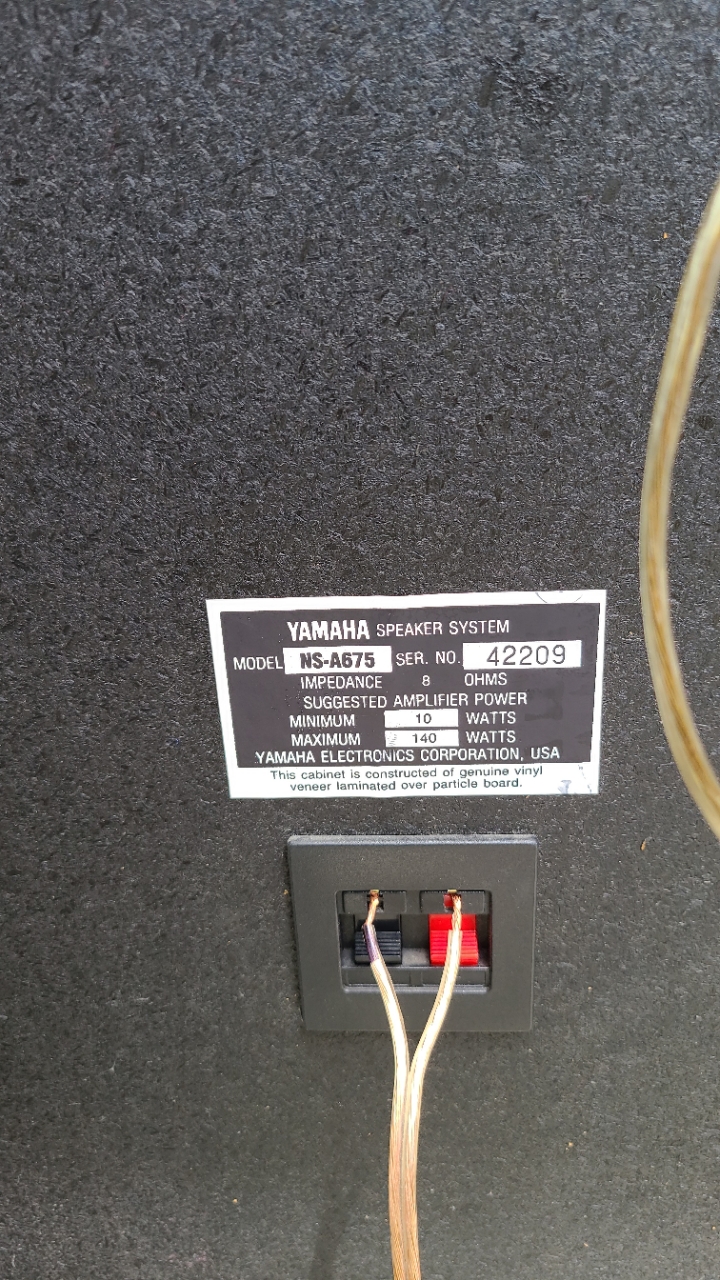 YAMAHA SPEAKER SYSTEM
MODEL NS-A675 SER. NO. 42209
IMPEDANCE 8 OHMS
SUGGESTED AMPLIFIER POWER
MINIMUM 10 WATTS
MAXIMUM 140 WATTS
YAMAHA ELECTRONICS CORPORATION, USA
This cabinet is constructed of genuine vinyl
veneer laminated over particle board.